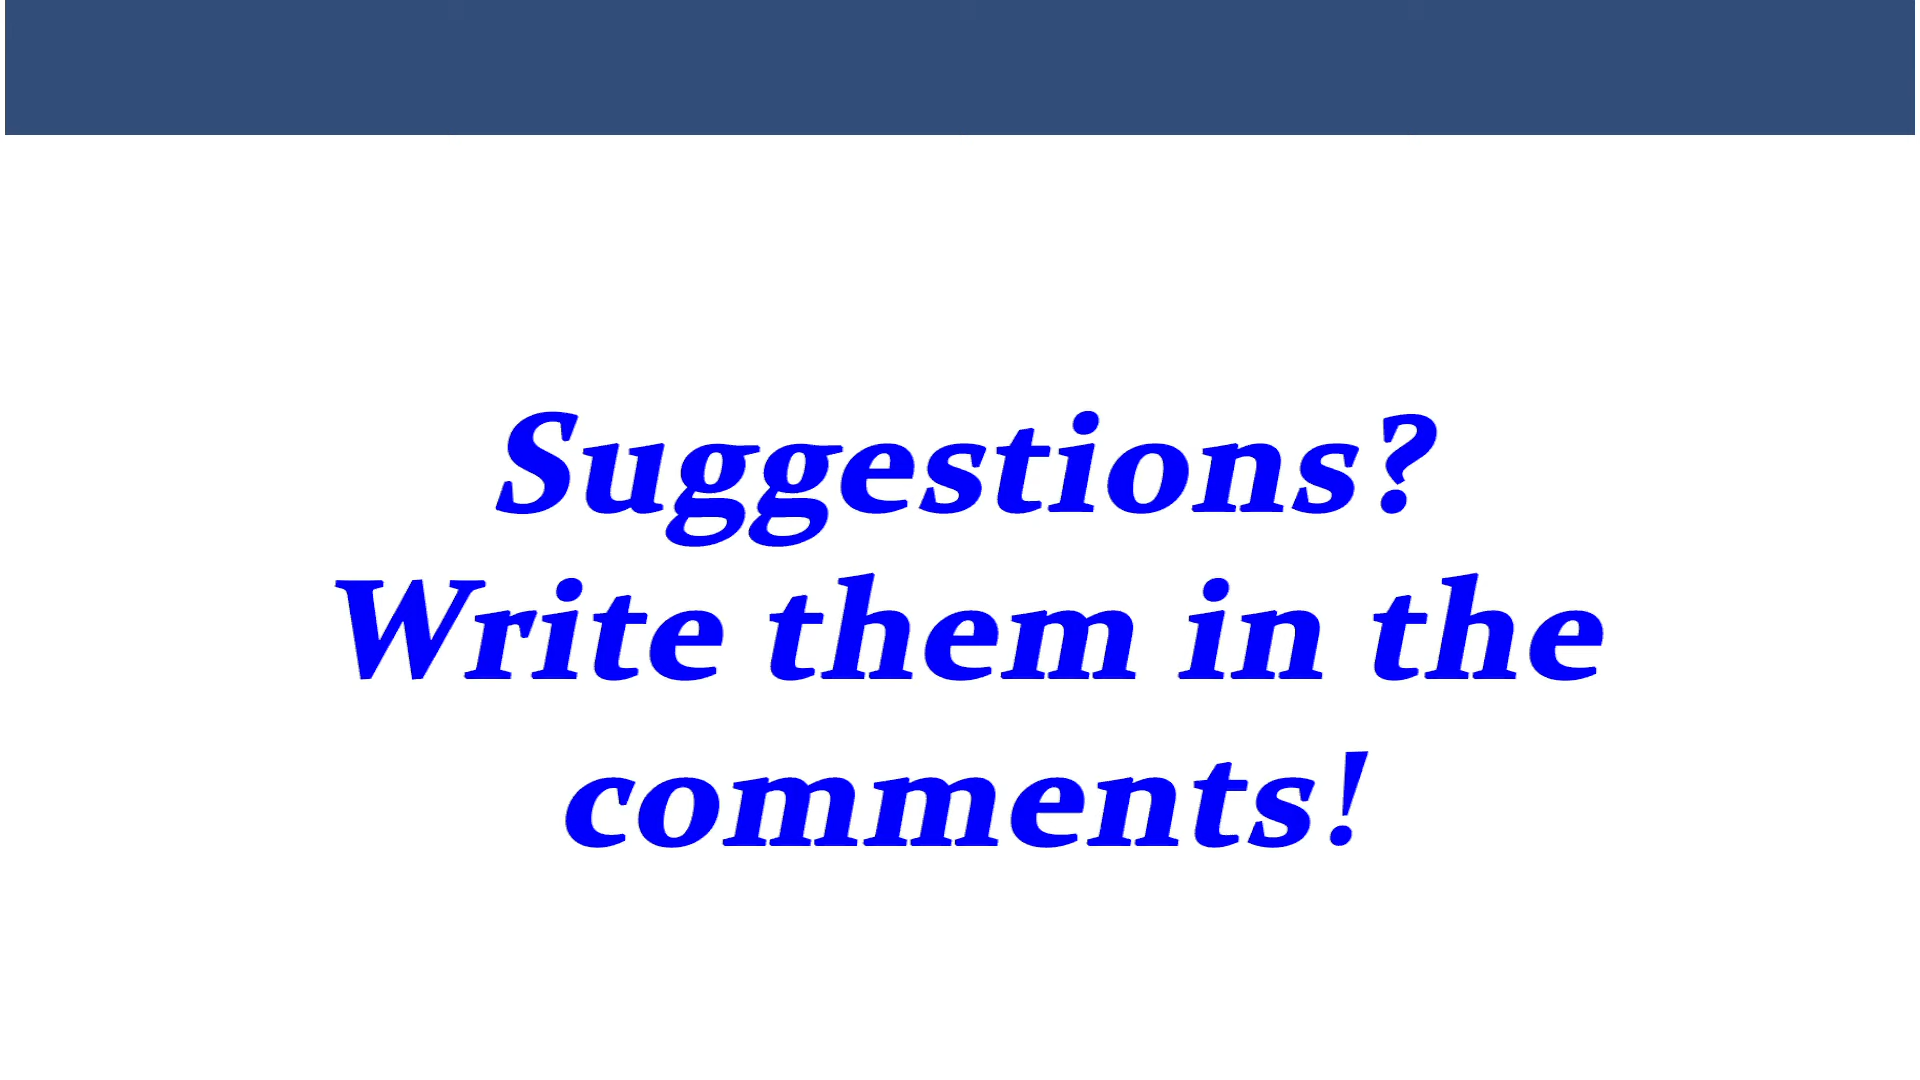 Suggestions?
Write them in the
comments!